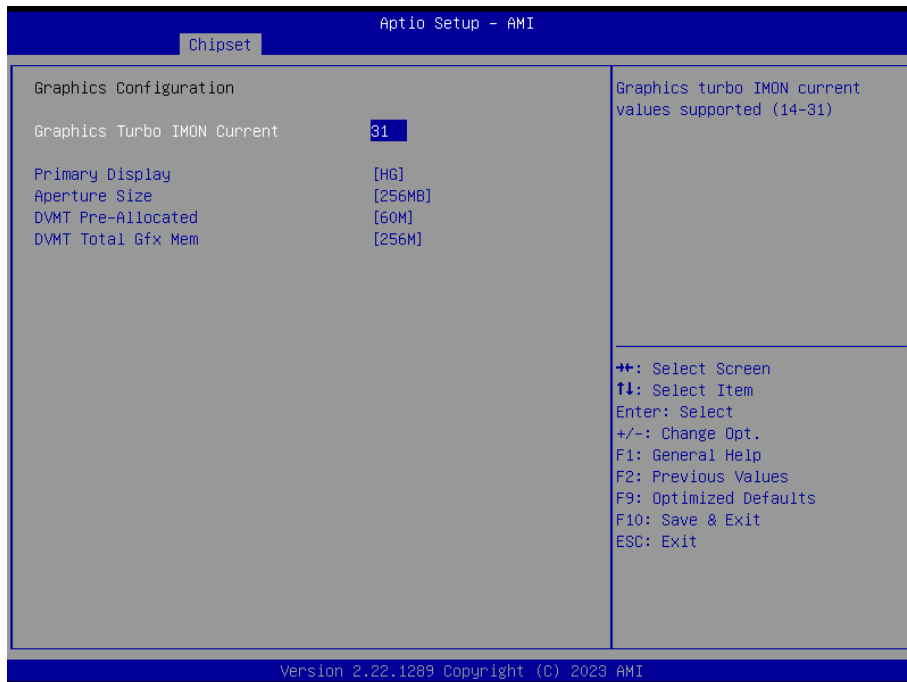 Aptio Setup – AMI
Chipset
Graphics Configuration
Graphics Turbo IMON Current 31
Primary Display [HG]
Aperture Size [256MB]
DVMT Pre-Allocated [60M]
DVMT Total Gfx Mem [256M]
Graphics turbo IMON current
values supported (14-31)
→←: Select Screen
↑↓: Select Item
Enter: Select
+/-: Change Opt.
F1: General Help
F2: Previous Values
F9: Optimized Defaults
F10: Save & Exit
ESC: Exit
Version 2.22.1289 Copyright (C) 2023 AMI